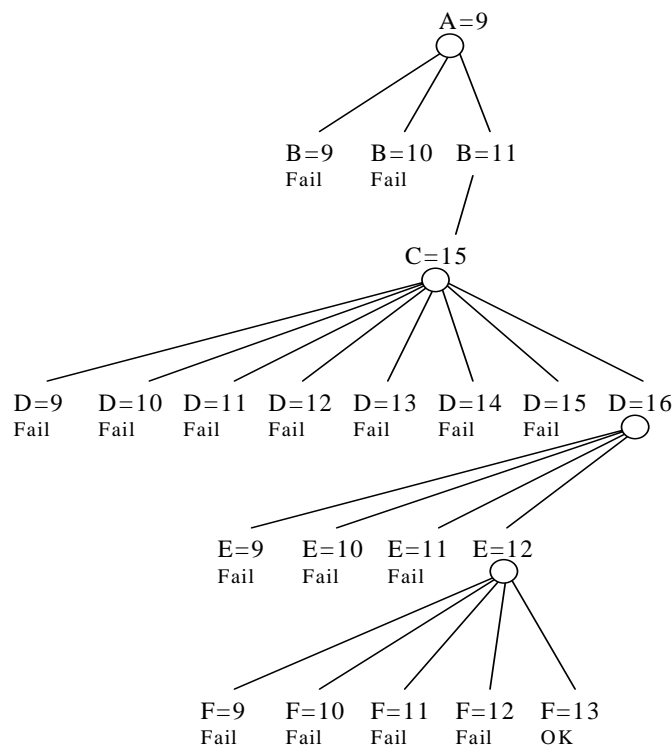 A=9
B=9 B=10 B=11
Fail Fail
C=15
D=9 D=10 D=11 D=12 D=13 D=14 D=15 D=16
Fail Fail Fail Fail Fail Fail Fail
E=9 E=10 E=11 E=12
Fail Fail Fail
F=9 F=10 F=11 F=12 F=13
Fail Fail Fail Fail OK